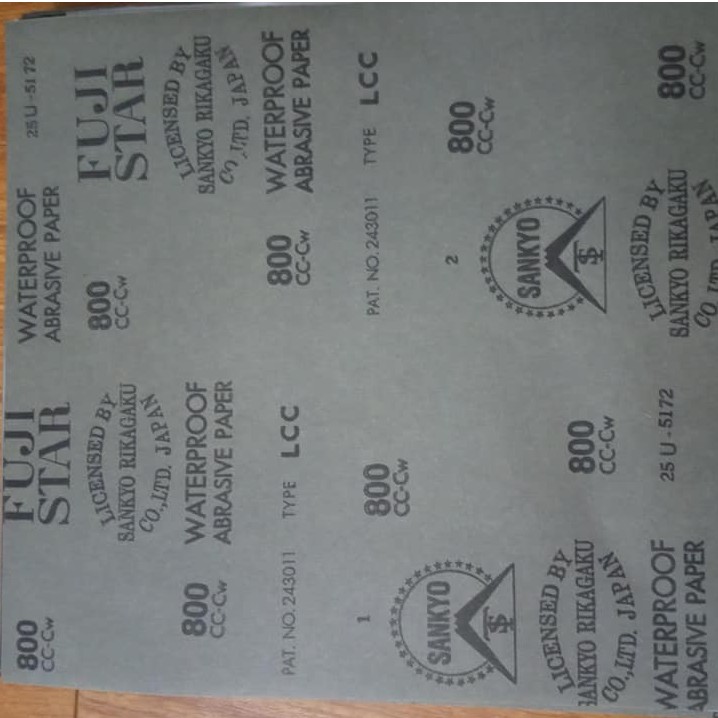 800
CC-Cw
FUJI
STAR
WATERPROOF
ABRASIVE PAPER
25 U-5172
800
CC-Cw
FUJI
STAR
LICENSED BY
SANKYO RIKAGAKU
CO.,LTD. JAPAN
800
CC-Cw
WATERPROOF
ABRASIVE PAPER
LICENSED BY
SANKYO RIKAGAKU
CO.,LTD. JAPAN
800
CC-Cw
WATERPROOF
ABRASIVE PAPER
PAT. NO. 243011 TYPE LCC
PAT. NO. 243011 TYPE LCC
1
800
CC-Cw
2
800
CC-Cw
SANKYO
SANKYO
LICENSED BY
SANKYO RIKAGAKU
CO.,LTD. JAPAN
800
CC-Cw
LICENSED BY
SANKYO RIKAGAKU
CO.,LTD. JAPAN
800
CC-Cw
WATERPROOF
ABRASIVE PAPER
25 U-5172